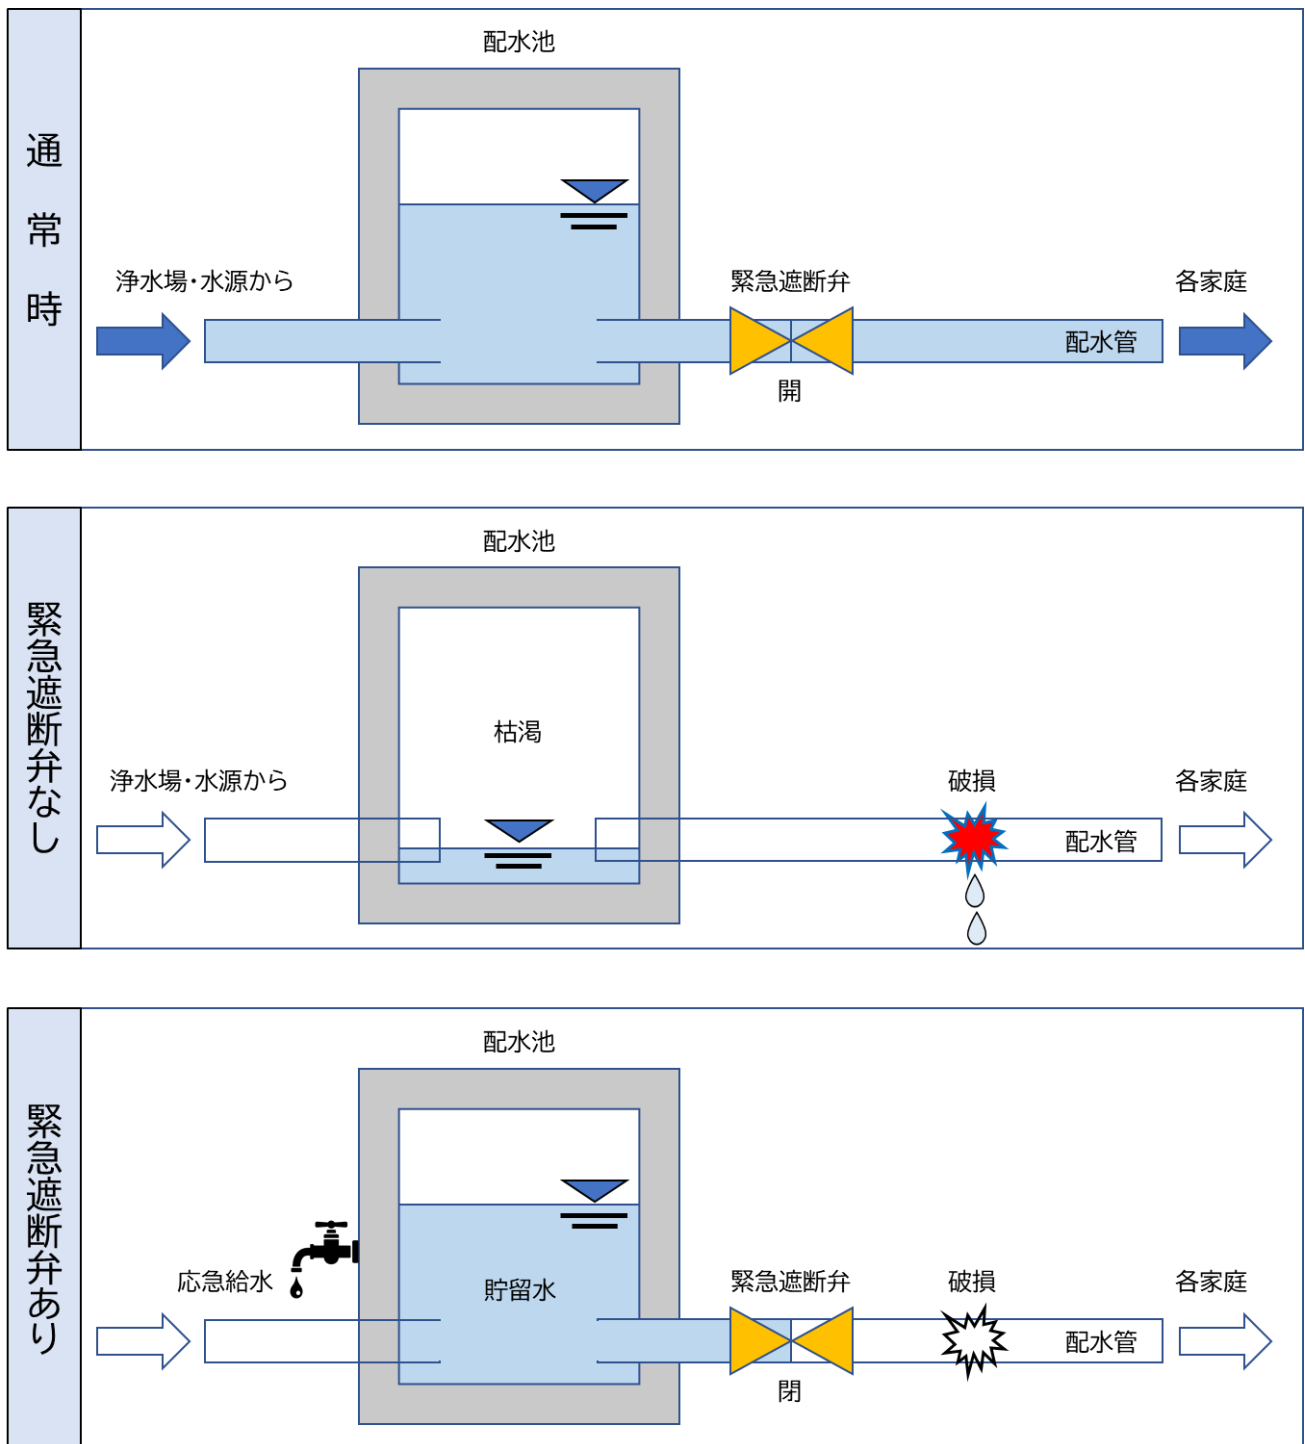 通常時
配水池
浄水場・水源から
緊急遮断弁
各家庭
配水管
開
緊急遮断弁なし
配水池
枯渇
浄水場・水源から
破損
各家庭
配水管
緊急遮断弁あり
配水池
応急給水
貯留水
緊急遮断弁
破損
各家庭
配水管
閉